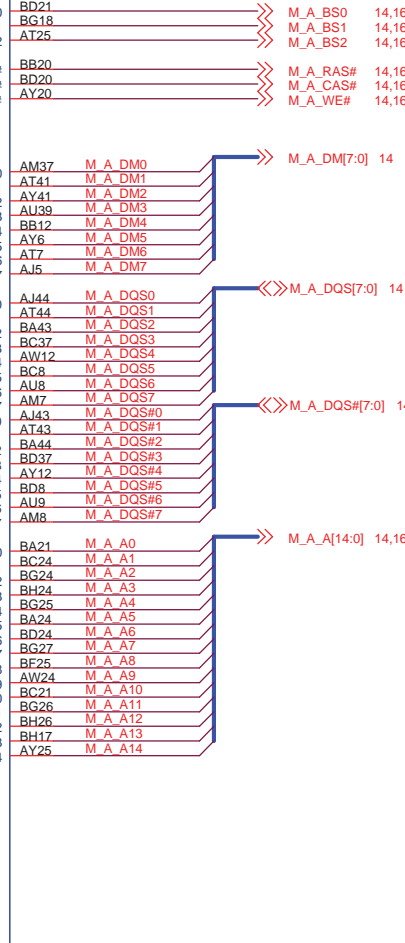 BD21 M_A_BS0 14,16
BG18 M_A_BS1 14,16
AT25 M_A_BS2 14,16
BB20 M_A_RAS# 14,16
BD20 M_A_CAS# 14,16
AY20 M_A_WE# 14,16
M_A_DM[7:0] 14
AM37 M_A_DM0
AT41 M_A_DM1
AY41 M_A_DM2
AU39 M_A_DM3
BB12 M_A_DM4
AY6 M_A_DM5
AT7 M_A_DM6
AJ5 M_A_DM7
M_A_DQS[7:0] 14
AJ44 M_A_DQS0
AT44 M_A_DQS1
BA43 M_A_DQS2
BC37 M_A_DQS3
AW12 M_A_DQS4
BC8 M_A_DQS5
AU8 M_A_DQS6
AM7 M_A_DQS7
M_A_DQS#[7:0] 14
AJ43 M_A_DQS#0
AT43 M_A_DQS#1
BA44 M_A_DQS#2
BD37 M_A_DQS#3
AY12 M_A_DQS#4
BD8 M_A_DQS#5
AU9 M_A_DQS#6
AM8 M_A_DQS#7
M_A_A[14:0] 14,16
BA21 M_A_A0
BC24 M_A_A1
BG24 M_A_A2
BH24 M_A_A3
BG25 M_A_A4
BA24 M_A_A5
BD24 M_A_A6
BG27 M_A_A7
BF25 M_A_A8
AW24 M_A_A9
BC21 M_A_A10
BG26 M_A_A11
BH26 M_A_A12
BH17 M_A_A13
AY25 M_A_A14